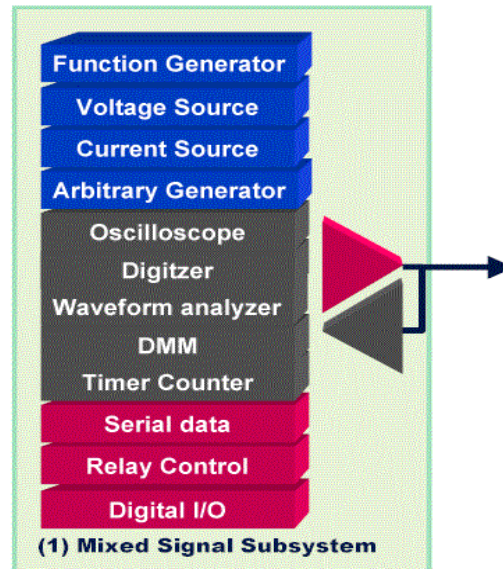 Function Generator
Voltage Source
Current Source
Arbitrary Generator
Oscilloscope
Digitzer
Waveform analyzer
DMM
Timer Counter
Serial data
Relay Control
Digital I/O
(1) Mixed Signal Subsystem